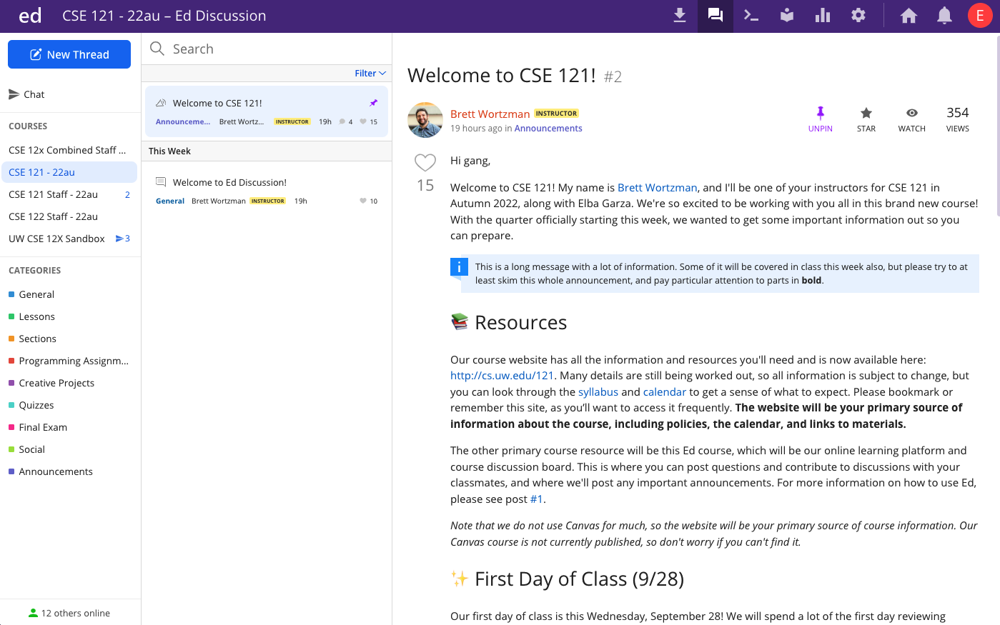 ed
CSE 121 - 22au – Ed Discussion
E
New Thread
Chat
COURSES
CSE 12x Combined Staff ...
CSE 121 - 22au
CSE 121 Staff - 22au 2
CSE 122 Staff - 22au
UW CSE 12X Sandbox 3
CATEGORIES
General
Lessons
Sections
Programming Assignm...
Creative Projects
Quizzes
Final Exam
Social
Announcements
12 others online
Search
Filter
Welcome to CSE 121!
Announceme... Brett Wortz... INSTRUCTOR 19h 4 15
This Week
Welcome to Ed Discussion!
General Brett Wortzman INSTRUCTOR 19h 10
Welcome to CSE 121! #2
Brett Wortzman INSTRUCTOR
19 hours ago in Announcements
UNPIN
STAR
WATCH
354
VIEWS
15
Hi gang,
Welcome to CSE 121! My name is Brett Wortzman, and I'll be one of your instructors for CSE 121 in
Autumn 2022, along with Elba Garza. We're so excited to be working with you all in this brand new course!
With the quarter officially starting this week, we wanted to get some important information out so you
can prepare.
i
This is a long message with a lot of information. Some of it will be covered in class this week also, but please try to at
least skim this whole announcement, and pay particular attention to parts in bold.
Resources
Our course website has all the information and resources you'll need and is now available here:
http://cs.uw.edu/121. Many details are still being worked out, so all information is subject to change, but
you can look through the syllabus and calendar to get a sense of what to expect. Please bookmark or
remember this site, as you’ll want to access it frequently. The website will be your primary source of
information about the course, including policies, the calendar, and links to materials.
The other primary course resource will be this Ed course, which will be our online learning platform and
course discussion board. This is where you can post questions and contribute to discussions with your
classmates, and where we'll post any important announcements. For more information on how to use Ed,
please see post #1.
Note that we do not use Canvas for much, so the website will be your primary source of course information. Our
Canvas course is not currently published, so don't worry if you can't find it.
First Day of Class (9/28)
Our first day of class is this Wednesday, September 28! We will spend a lot of the first day reviewing